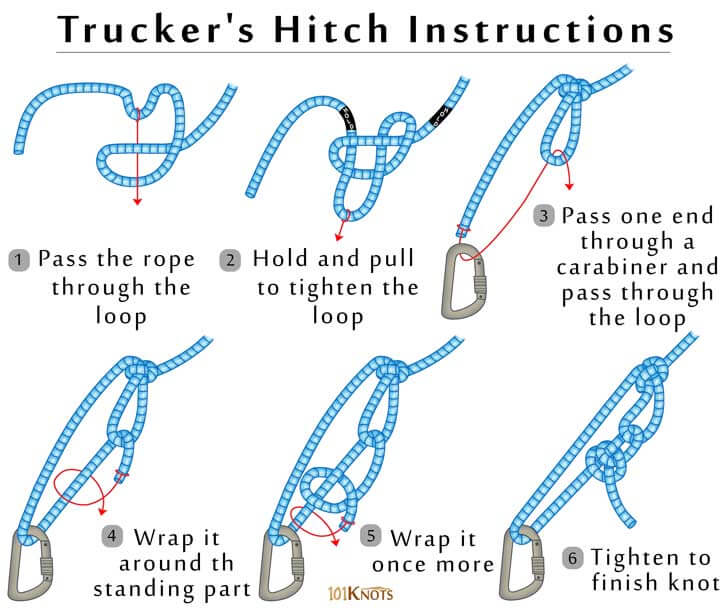 Trucker's Hitch Instructions
HOLD
HOLD
1 Pass the rope
through the
loop
2 Hold and pull
to tighten the
loop
3 Pass one end
through a
carabiner and
pass through
the loop
4 Wrap it
around th
standing part
5 Wrap it
once more
6 Tighten to
finish knot
101KNOTS